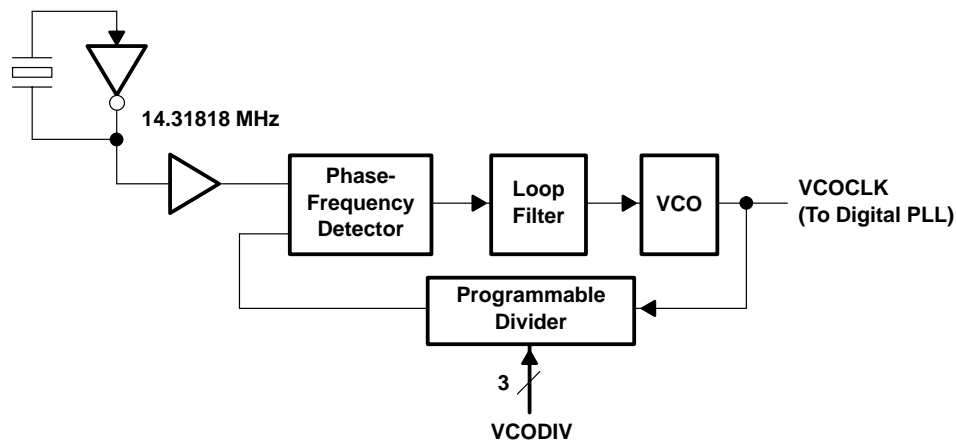 14.31818 MHz
Phase-
Frequency
Detector
Loop
Filter
VCO
VCOCLK
(To Digital PLL)
Programmable
Divider
3
VCODIV